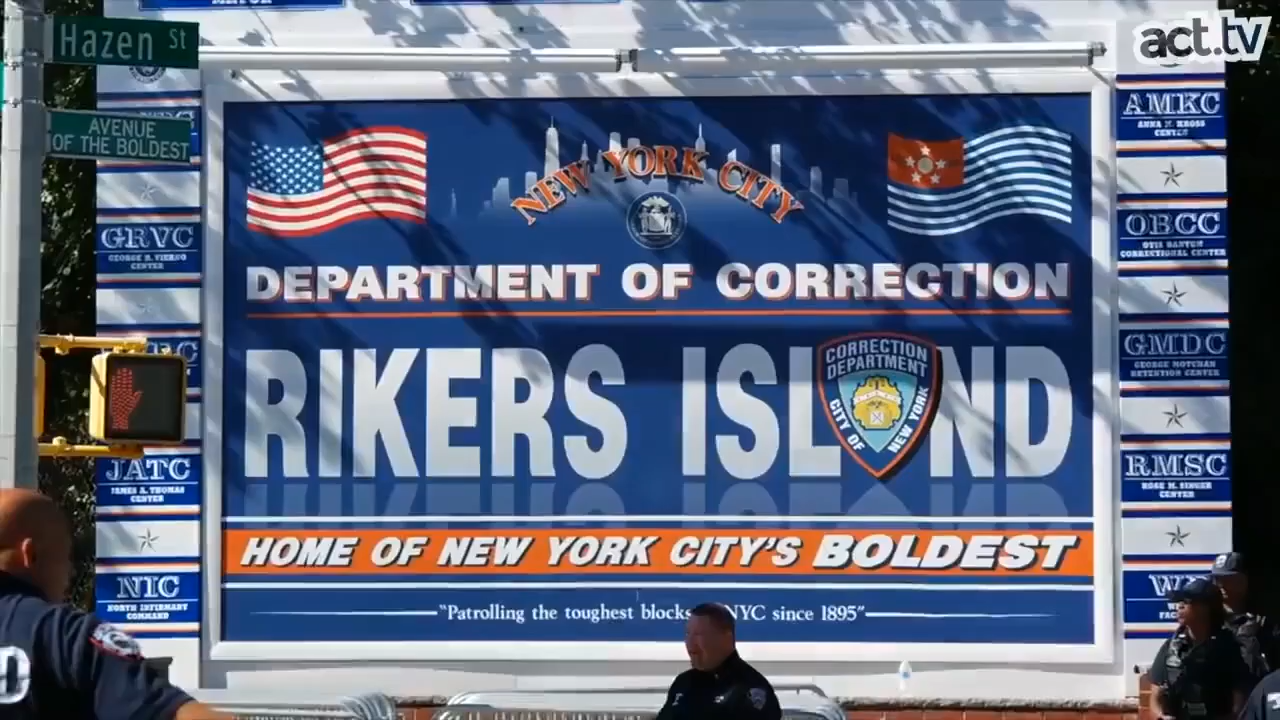 act.tv
Hazen St
AVENUE
OF THE BOLDEST
GRVC
GEORGE R. VIERNO
CENTER
JATC
JAMES A. THOMAS
CENTER
NIC
NORTH INFIRMARY
COMMAND
NEW YORK CITY
DEPARTMENT OF CORRECTION
RIKERS ISL ND
CORRECTION
DEPARTMENT
CITY OF NEW YORK
HOME OF NEW YORK CITY'S BOLDEST
"Patrolling the toughest blocks NYC since 1895"
AMKC
ANNA M. KROSS
CENTER
OBCC
OTIS BANTUM
CORRECTIONAL CENTER
GMDC
GEORGE MOTCHAN
DETENTION CENTER
RMSC
ROSE M. SINGER
CENTER